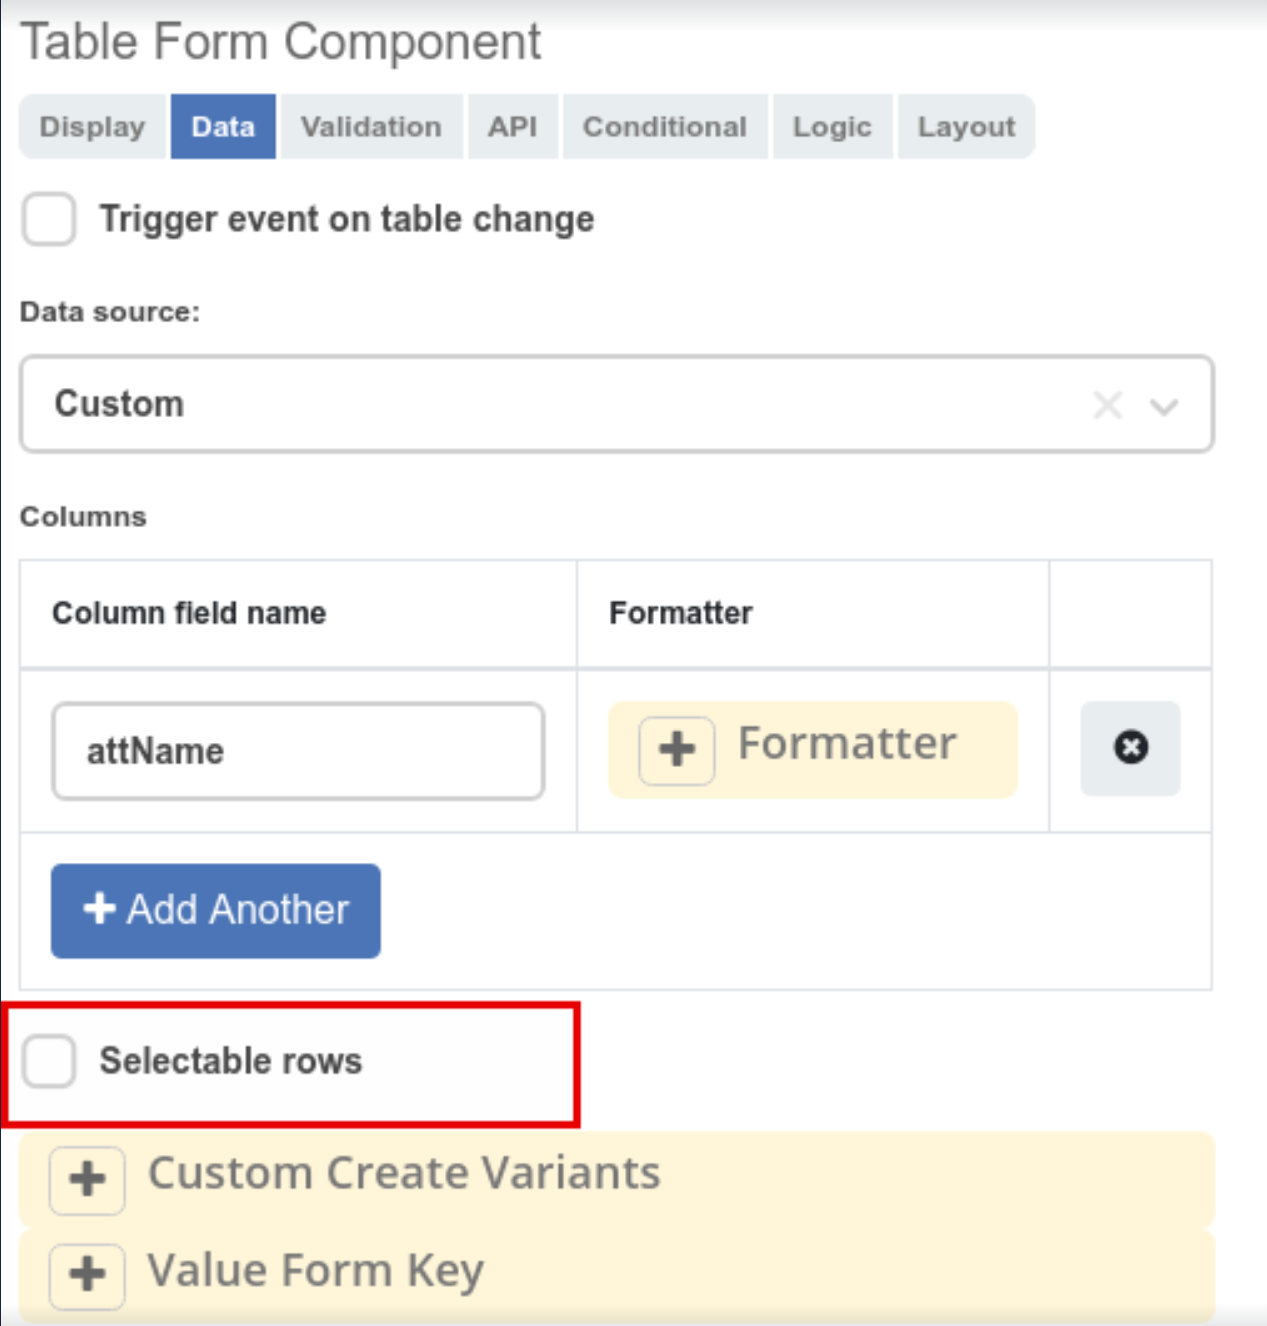 Table Form Component
Display Data Validation API Conditional Logic Layout
Trigger event on table change
Data source:
Custom
Columns
Column field name Formatter
attName Formatter
Add Another
Selectable rows
Custom Create Variants
Value Form Key